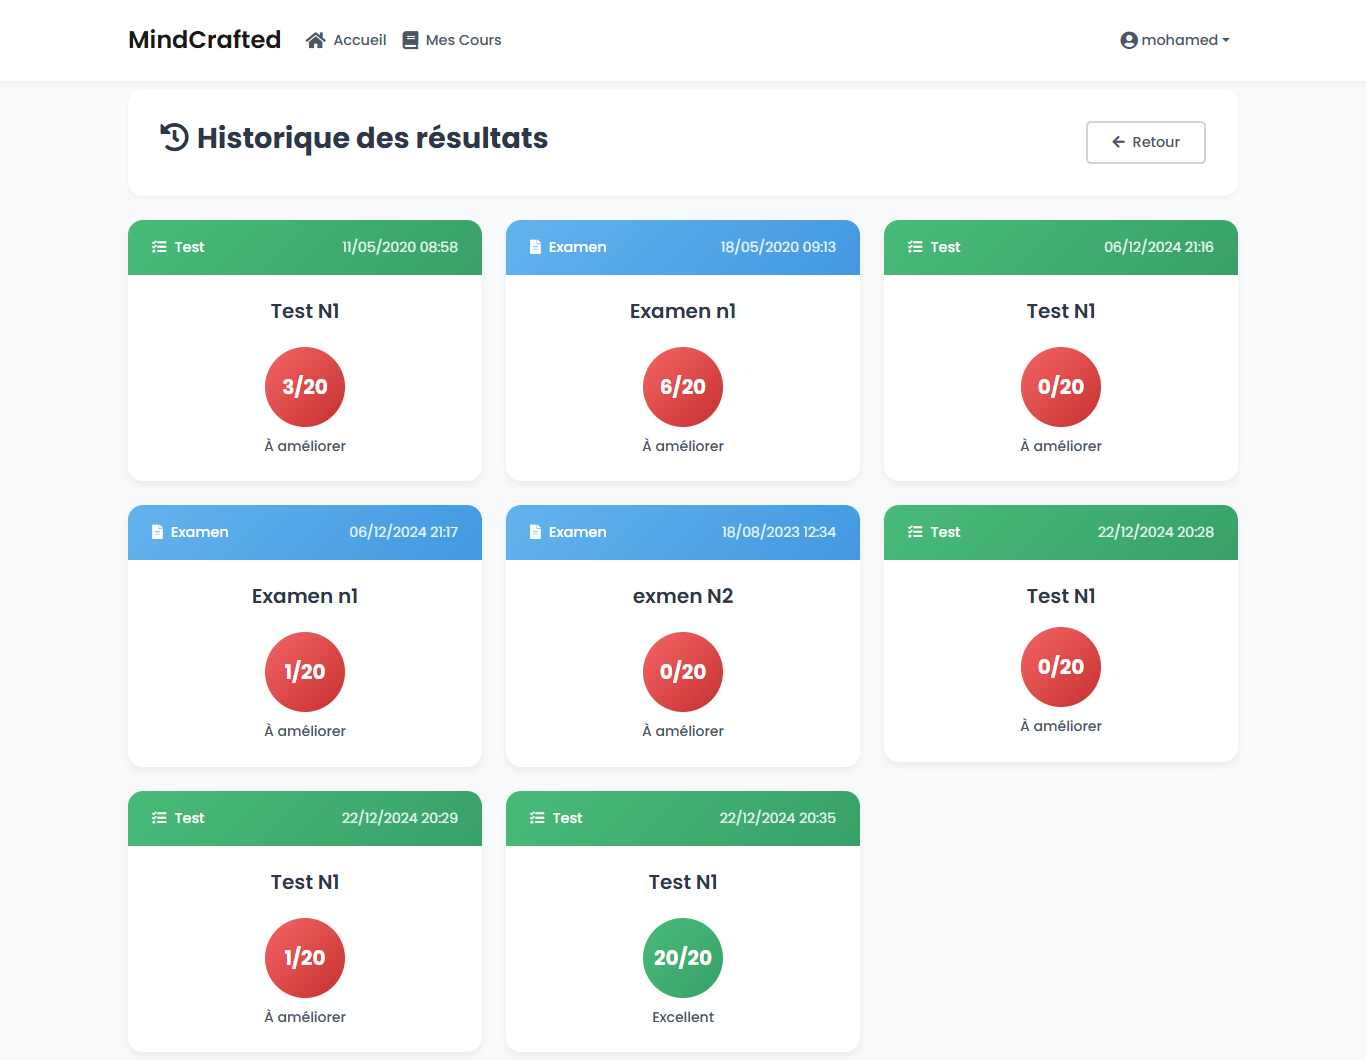 MindCrafted Accueil Mes Cours mohamed
Historique des résultats Retour
Test 11/05/2020 08:58
Test N1
3/20
À améliorer
Examen 18/05/2020 09:13
Examen n1
6/20
À améliorer
Test 06/12/2024 21:16
Test N1
0/20
À améliorer
Examen 06/12/2024 21:17
Examen n1
1/20
À améliorer
Examen 18/08/2023 12:34
exmen N2
0/20
À améliorer
Test 22/12/2024 20:28
Test N1
0/20
À améliorer
Test 22/12/2024 20:29
Test N1
1/20
À améliorer
Test 22/12/2024 20:35
Test N1
20/20
Excellent